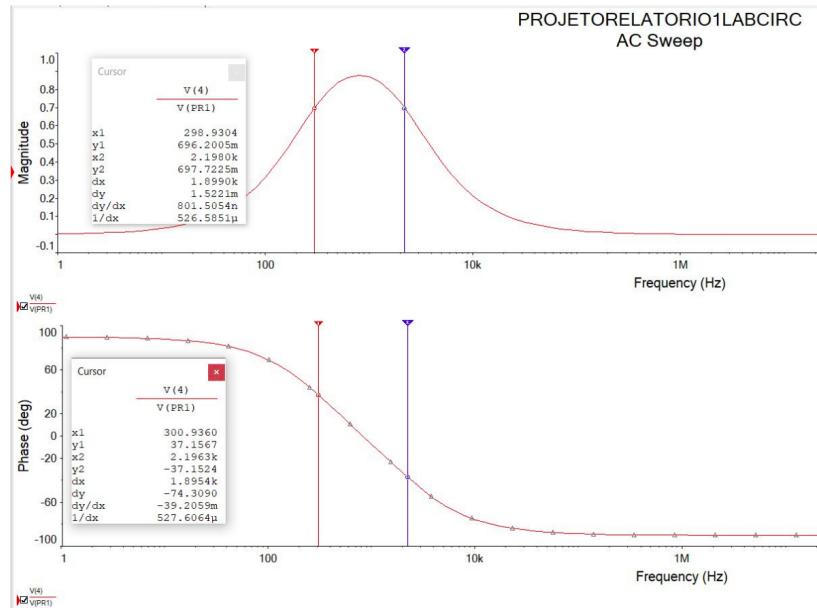 PROJETORELATORIO1LABCIRC
AC Sweep
Magnitude
1.0
0.9
0.8
0.7
0.6
0.5
0.4
0.3
0.2
0.1
-0.1
Cursor
V(4)
V(PR1)
x1 298.9304
y1 696.2005m
x2 2.1980k
y2 697.7225m
dx 1.8990k
dy 1.5221m
dy/dx 801.5054n
1/dx 526.5851µ
1 100 10k 1M
Frequency (Hz)
V(4)
V(PR1)
Phase (deg)
100
60
20
0
-20
-60
-100
Cursor
V(4)
V(PR1)
x1 300.9360
y1 37.1567
x2 2.1963k
y2 -37.1524
dx 1.8954k
dy -74.3090
dy/dx -39.2059m
1/dx 527.6064µ
1 100 10k 1M
Frequency (Hz)
V(4)
V(PR1)